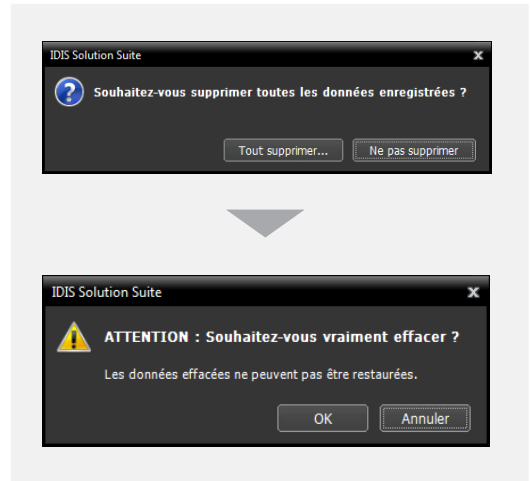 IDIS Solution Suite x
Souhaitez-vous supprimer toutes les données enregistrées ?
Tout supprimer... Ne pas supprimer
IDIS Solution Suite x
ATTENTION : Souhaitez-vous vraiment effacer ?
Les données effacées ne peuvent pas être restaurées.
OK Annuler